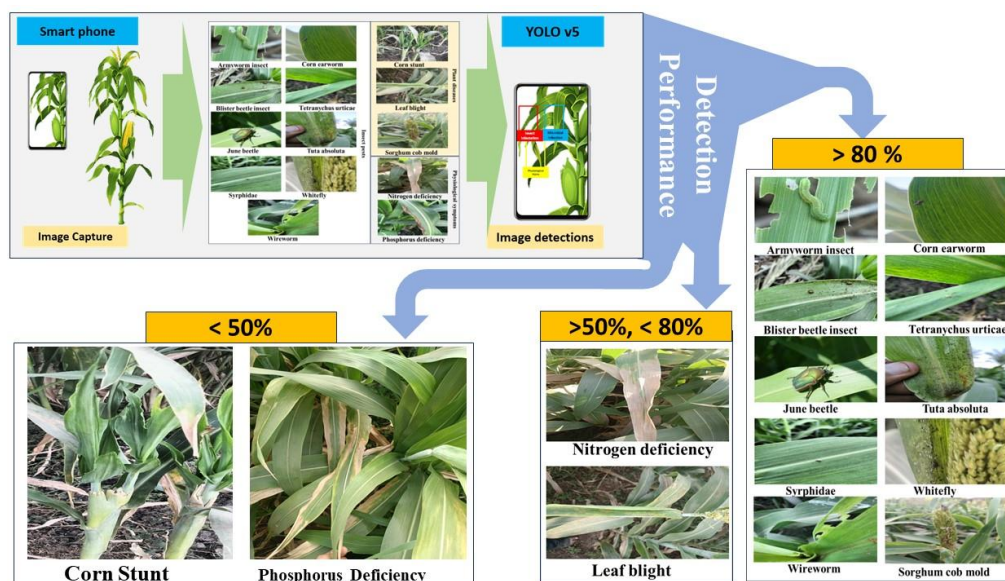 Smart phone
Image Capture
Armyworm insect
Corn earworm
Blister beetle insect
Tetranychus urticae
June beetle
Tuta absoluta
Syrphidae
Whitefly
Wireworm
Insect pests
Corn stunt
Leaf blight
Sorghum cob mold
Plant diseases
Nitrogen deficiency
Phosphorus deficiency
Physiological symptoms
YOLO v5
Image detections
Detection
Performance
> 80 %
Armyworm insect
Corn earworm
Blister beetle insect
Tetranychus urticae
June beetle
Tuta absoluta
Syrphidae
Whitefly
Wireworm
Sorghum cob mold
< 50%
Corn Stunt
Phosphorus Deficiency
>50%, < 80%
Nitrogen deficiency
Leaf blight